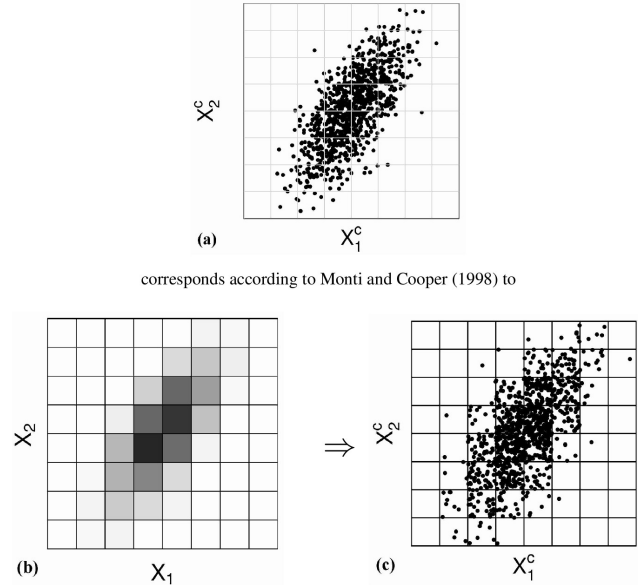 X₂ᶜ
(a)
X₁ᶜ
corresponds according to Monti and Cooper (1998) to
X₂
⇒
X₂ᶜ
(b)
X₁
(c)
X₁ᶜ